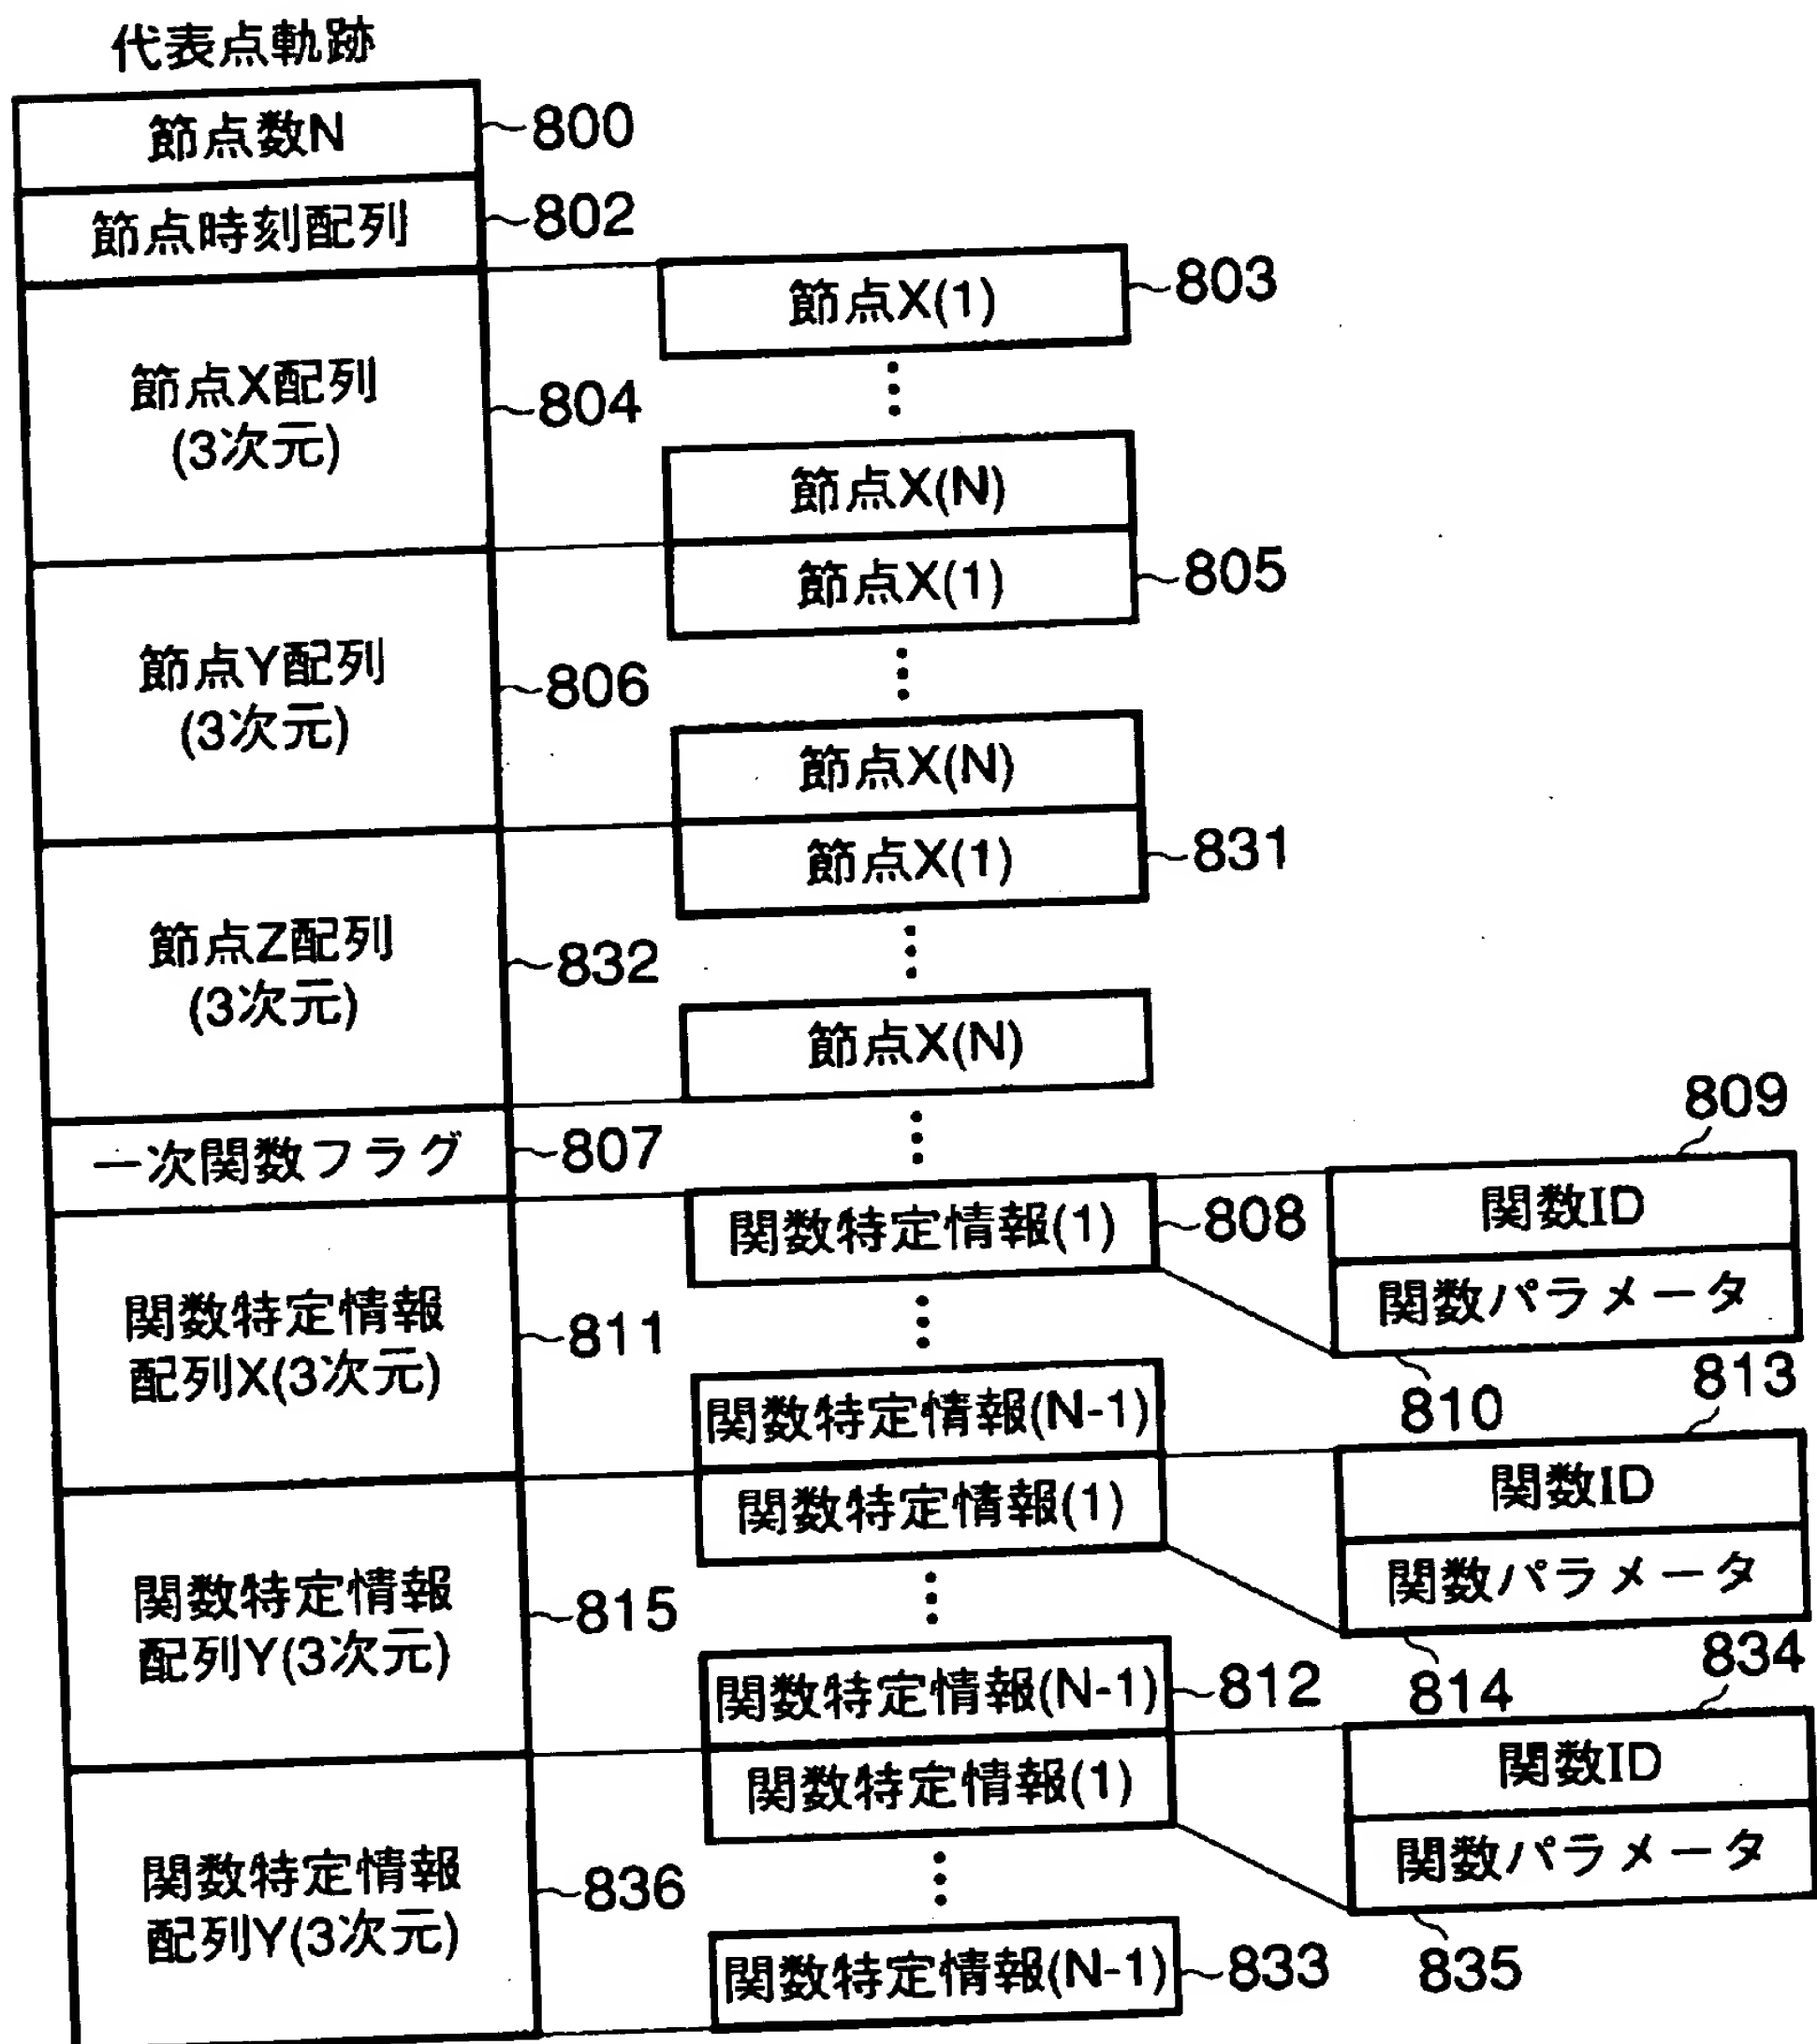 代表点軌跡
節点数N
800
節点時刻配列
802
節点X配列
(3次元)
804
節点X(1)
803
節点X(N)
節点Y配列
(3次元)
806
節点X(1)
805
節点X(N)
節点Z配列
(3次元)
832
節点X(1)
831
節点X(N)
一次関数フラグ
807
関数特定情報
配列X(3次元)
811
関数特定情報(1)
808
関数特定情報(N-1)
809
関数ID
関数パラメータ
810
関数特定情報
配列Y(3次元)
815
関数特定情報(1)
関数特定情報(N-1)
812
813
関数ID
関数パラメータ
814
関数特定情報
配列Y(3次元)
836
関数特定情報(1)
関数特定情報(N-1)
833
834
関数ID
関数パラメータ
835